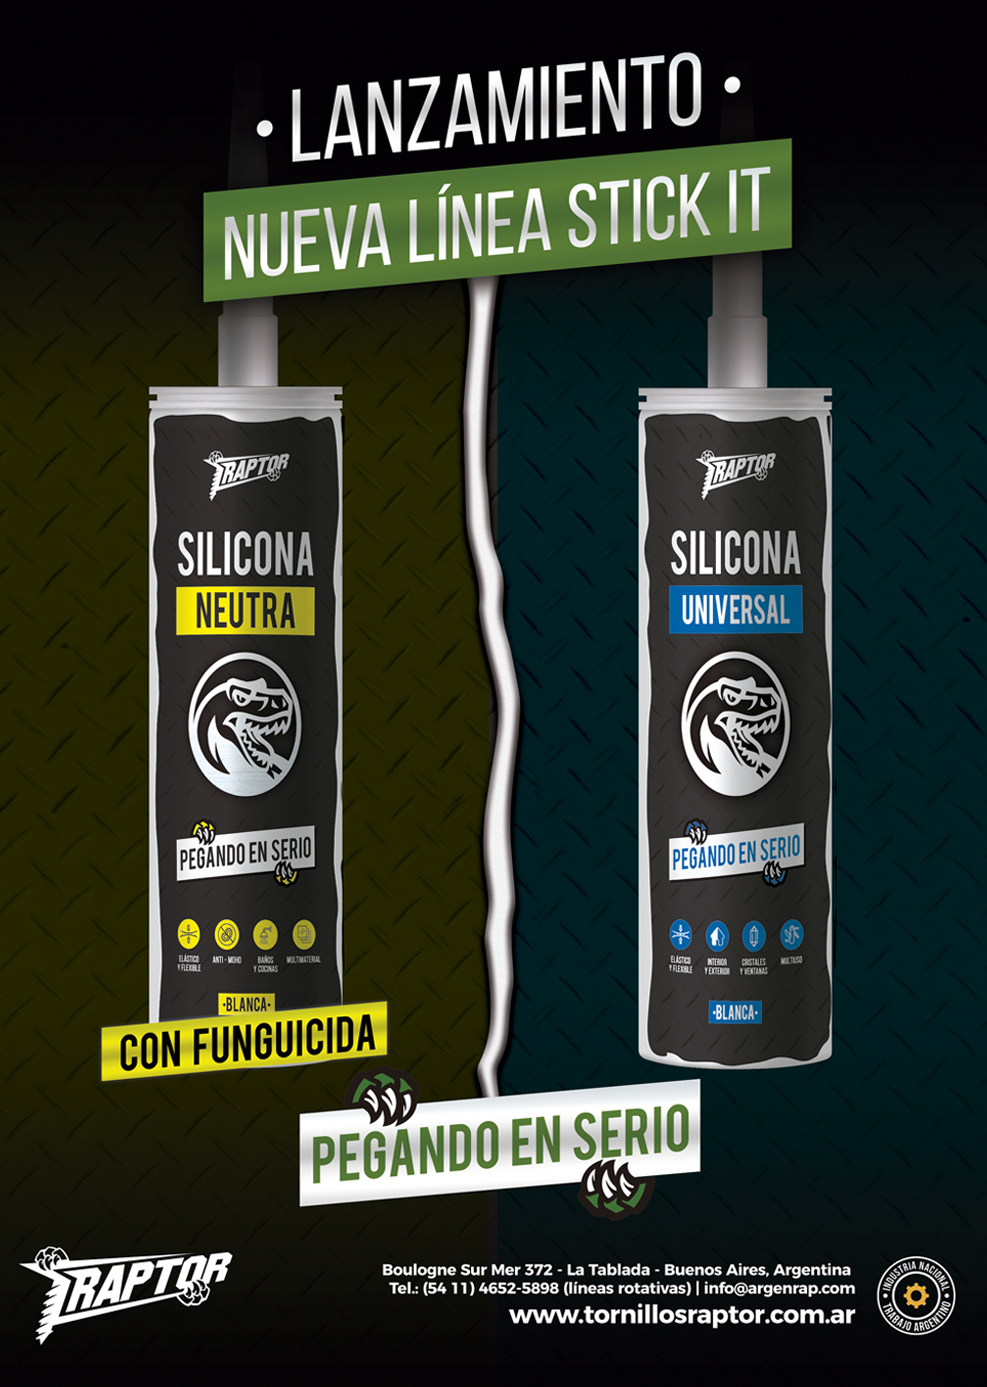 • LANZAMIENTO •
NUEVA LÍNEA STICK IT
RAPTOR
SILICONA
NEUTRA
PEGANDO EN SERIO
ELÁSTICO
Y FLEXIBLE
ANTI - MOHO
BAÑOS
Y COCINAS
MULTIMATERIAL
•BLANCA•
CON FUNGUICIDA
RAPTOR
SILICONA
UNIVERSAL
PEGANDO EN SERIO
ELÁSTICO
Y FLEXIBLE
INTERIOR
Y EXTERIOR
CRISTALES
Y VENTANAS
MULTIUSO
•BLANCA•
PEGANDO EN SERIO
RAPTOR
Boulogne Sur Mer 372 - La Tablada - Buenos Aires, Argentina
Tel.: (54 11) 4652-5898 (líneas rotativas) | info@argenrap.com
www.tornillosraptor.com.ar
INDUSTRIA NACIONAL
TRABAJO ARGENTINO